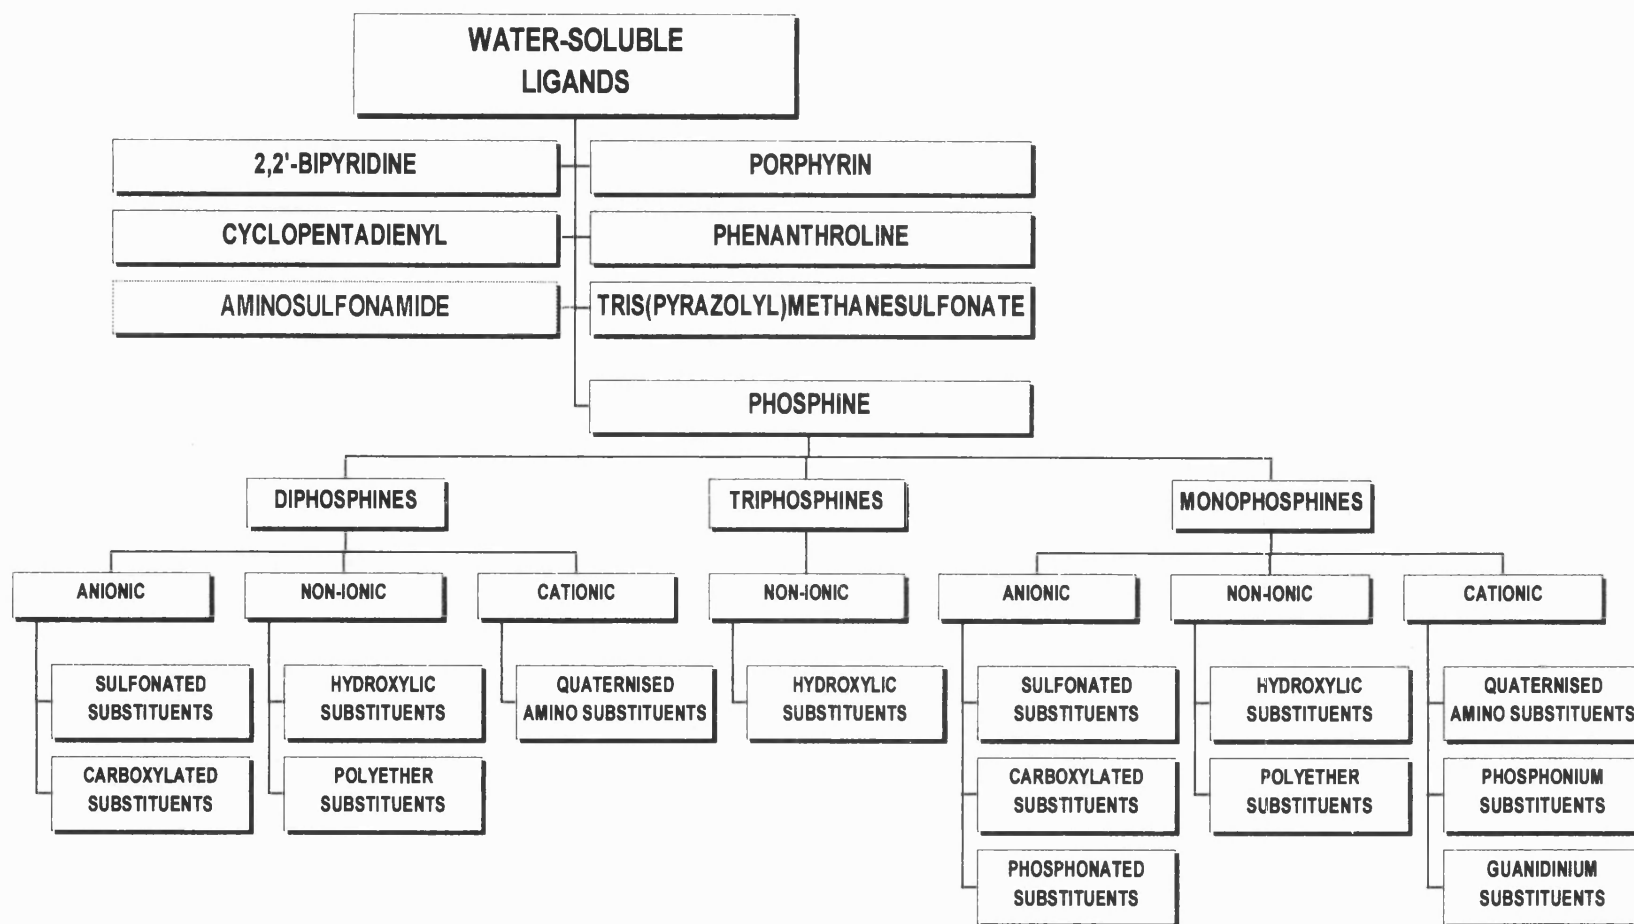 WATER-SOLUBLE
LIGANDS
2,2'-BIPYRIDINE
PORPHYRIN
CYCLOPENTADIENYL
PHENANTHROLINE
AMINOSULFONAMIDE
TRIS(PYRAZOLYL)METHANESULFONATE
PHOSPHINE
DIPHOSPHINES
TRIPHOSPHINES
MONOPHOSPHINES
ANIONIC
NON-IONIC
CATIONIC
NON-IONIC
ANIONIC
NON-IONIC
CATIONIC
SULFONATED
SUBSTITUENTS
HYDROXYLIC
SUBSTITUENTS
QUATERNISED
AMINO SUBSTITUENTS
HYDROXYLIC
SUBSTITUENTS
SULFONATED
SUBSTITUENTS
HYDROXYLIC
SUBSTITUENTS
QUATERNISED
AMINO SUBSTITUENTS
CARBOXYLATED
SUBSTITUENTS
POLYETHER
SUBSTITUENTS
CARBOXYLATED
SUBSTITUENTS
POLYETHER
SUBSTITUENTS
PHOSPHONIUM
SUBSTITUENTS
PHOSPHONATED
SUBSTITUENTS
GUANIDINIUM
SUBSTITUENTS